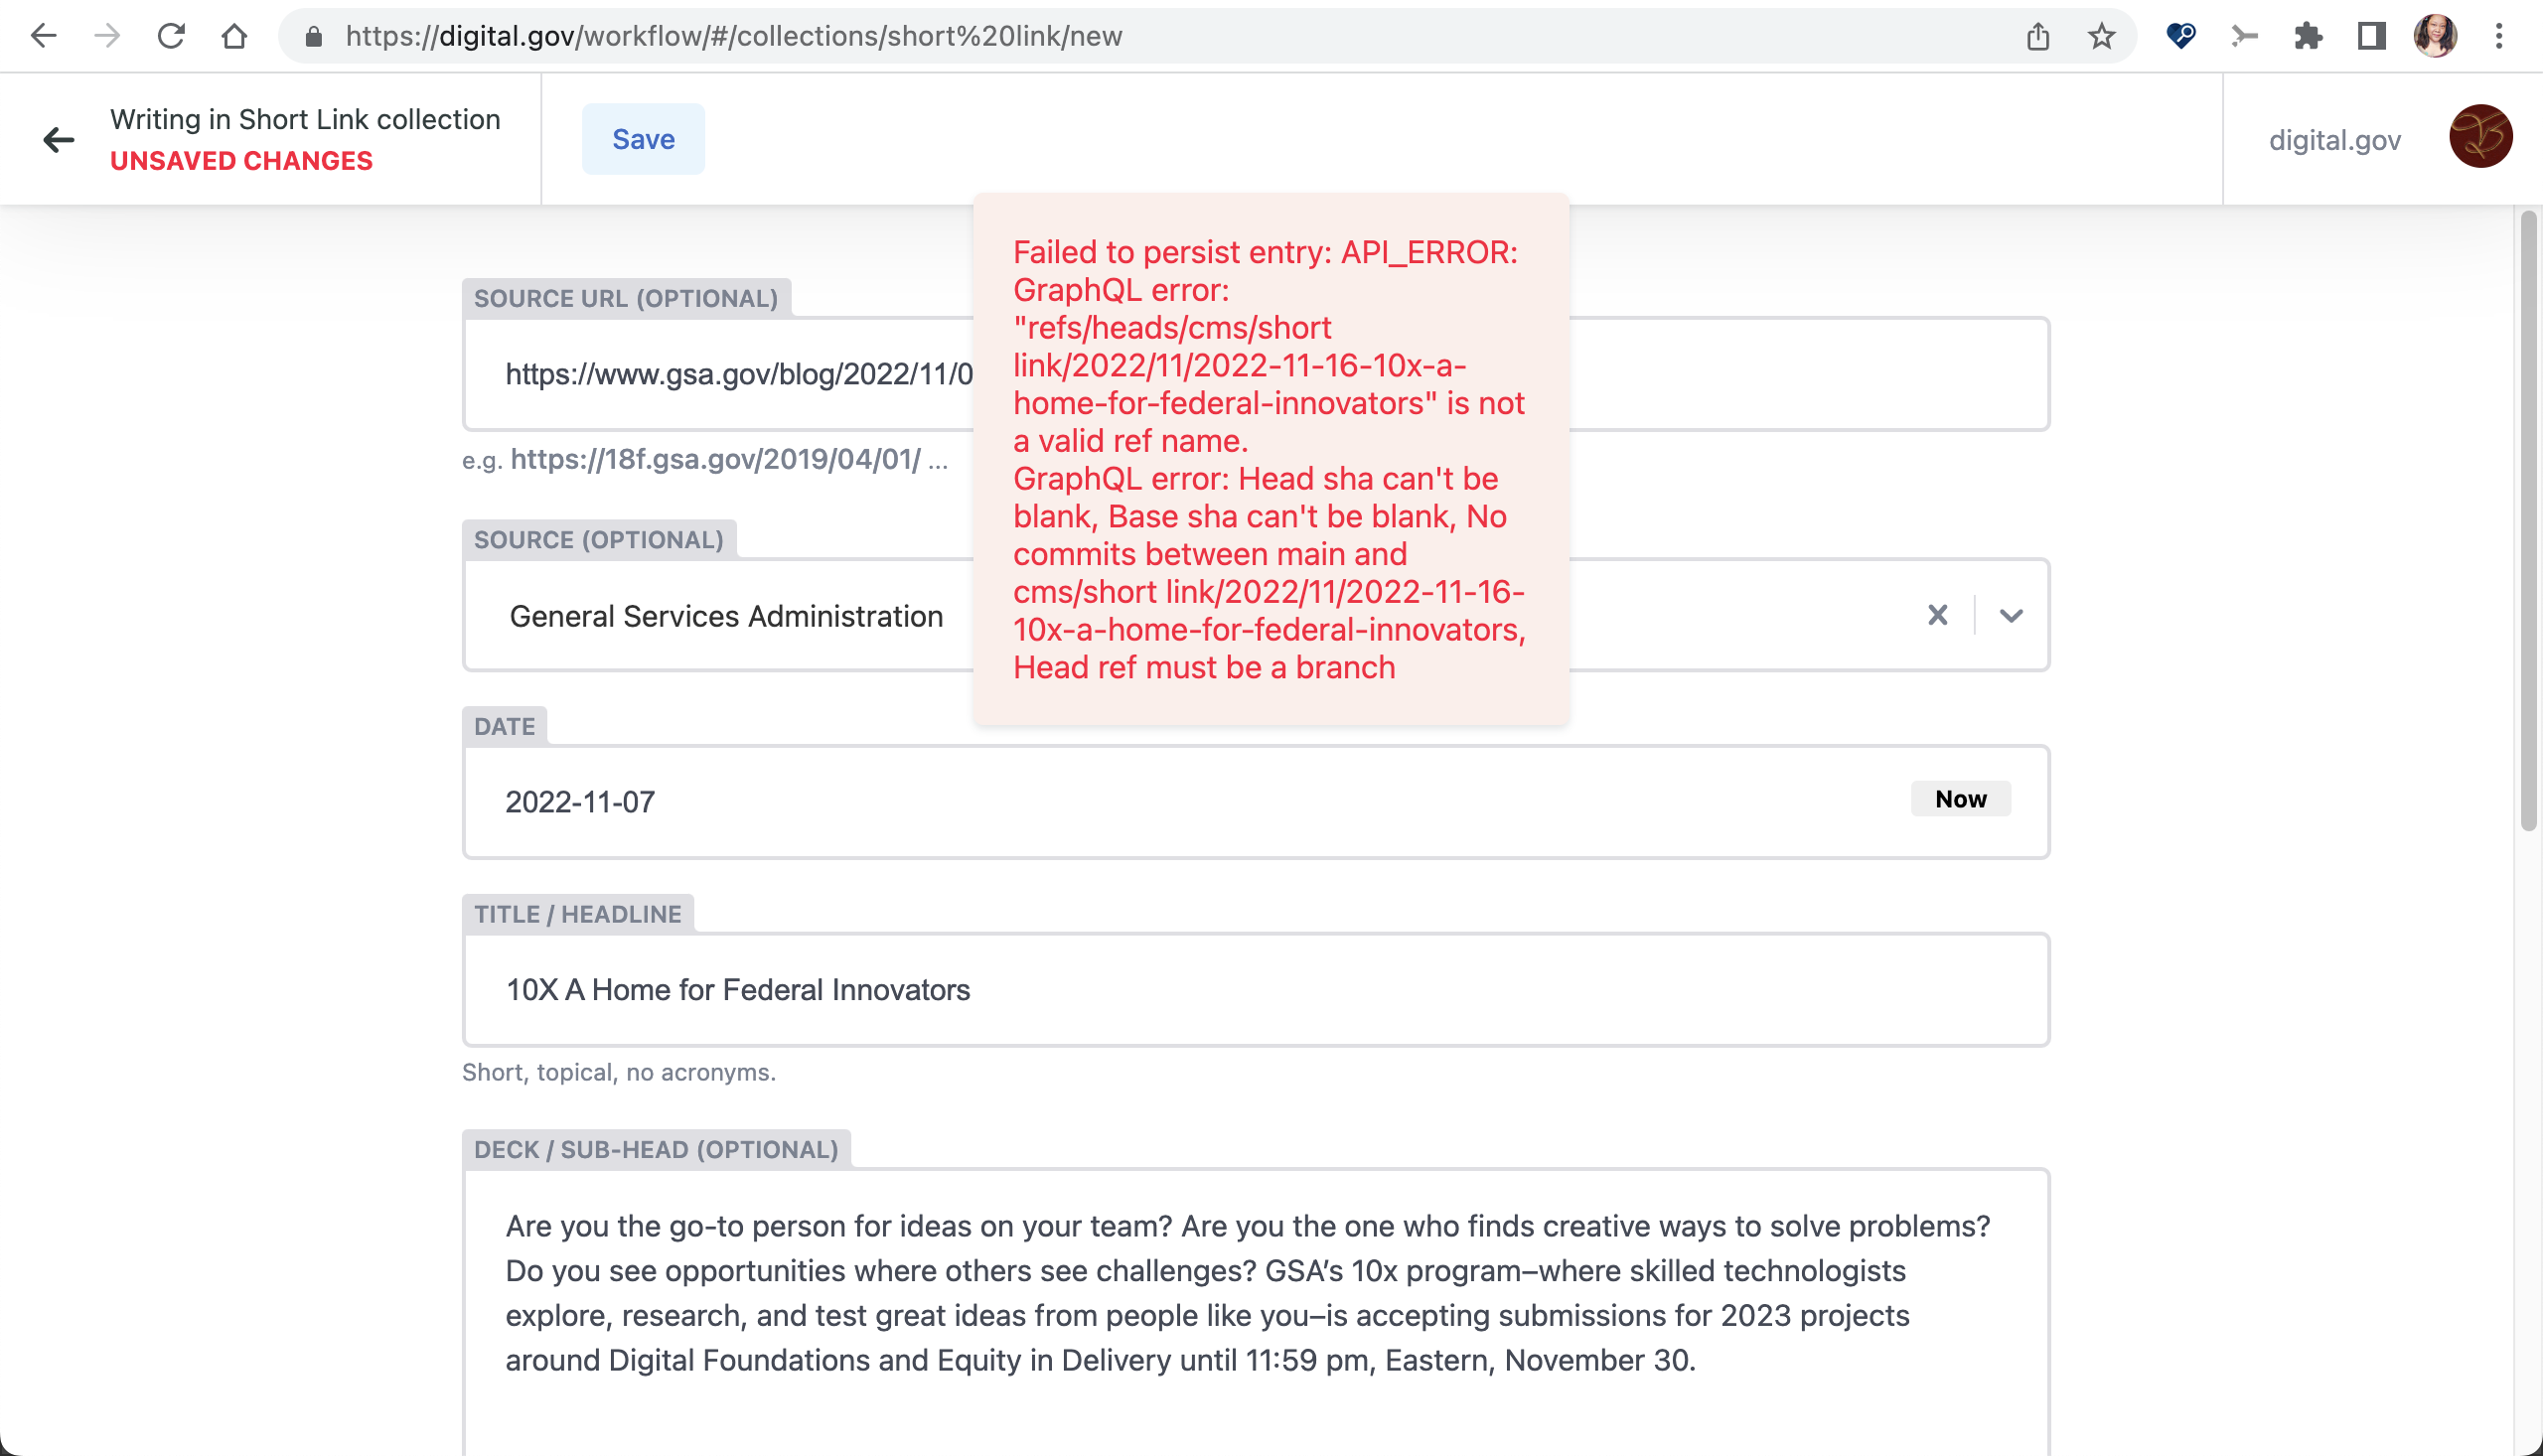 https://digital.gov/workflow/#/collections/short%20link/new
Writing in Short Link collection
UNSAVED CHANGES
Save
digital.gov
Failed to persist entry: API_ERROR:
GraphQL error:
"refs/heads/cms/short
link/2022/11/2022-11-16-10x-a-
home-for-federal-innovators" is not
a valid ref name.
GraphQL error: Head sha can't be
blank, Base sha can't be blank, No
commits between main and
cms/short link/2022/11/2022-11-16-
10x-a-home-for-federal-innovators,
Head ref must be a branch
SOURCE URL (OPTIONAL)
https://www.gsa.gov/blog/2022/11/0
e.g. https://18f.gsa.gov/2019/04/01/ ...
SOURCE (OPTIONAL)
General Services Administration
DATE
2022-11-07
Now
TITLE / HEADLINE
10X A Home for Federal Innovators
Short, topical, no acronyms.
DECK / SUB-HEAD (OPTIONAL)
Are you the go-to person for ideas on your team? Are you the one who finds creative ways to solve problems?
Do you see opportunities where others see challenges? GSA’s 10x program–where skilled technologists
explore, research, and test great ideas from people like you–is accepting submissions for 2023 projects
around Digital Foundations and Equity in Delivery until 11:59 pm, Eastern, November 30.